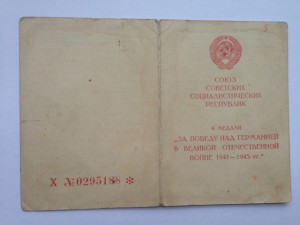 СОЮЗ
СОВЕТСКИХ
СОЦИАЛИСТИЧЕСКИХ
РЕСПУБЛИК
К МЕДАЛИ
„ЗА ПОБЕДУ НАД ГЕРМАНИЕЙ
В ВЕЛИКОЙ ОТЕЧЕСТВЕННОЙ
ВОЙНЕ 1941—1945 гг."
Х №0295188 *